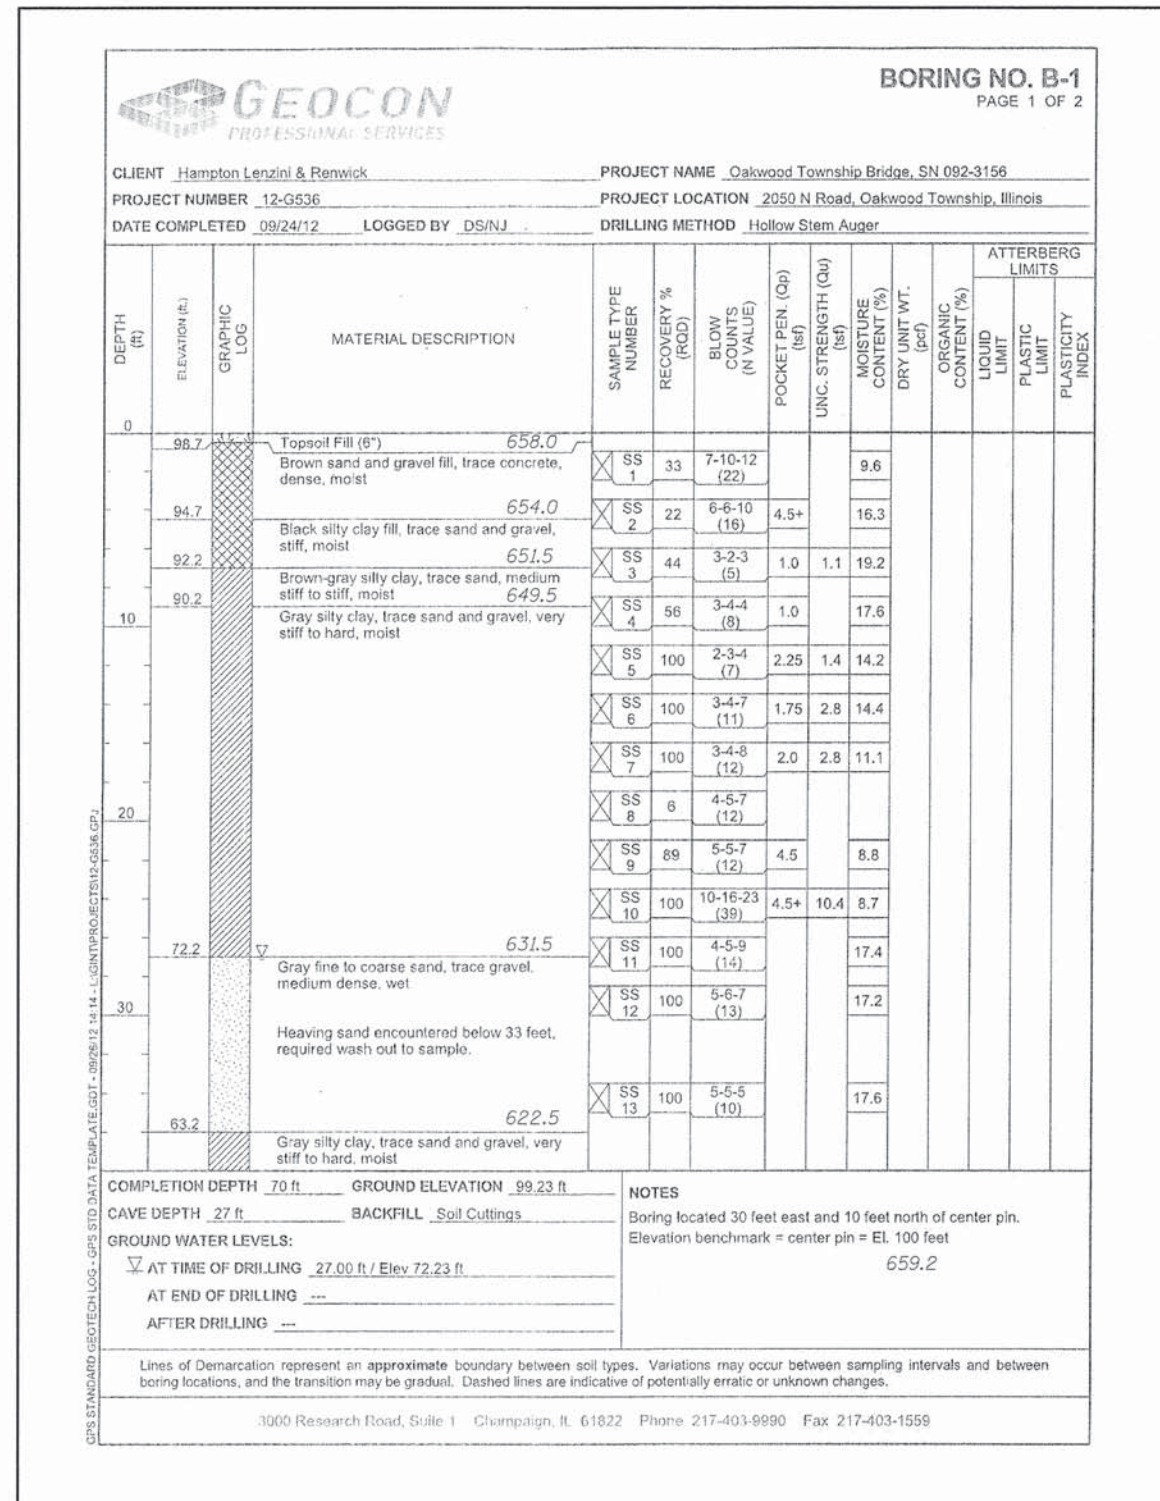 GEOCON
PROFESSIONAL SERVICES
BORING NO. B-1
PAGE 1 OF 2
CLIENT Hampton Lenzini & Renwick
PROJECT NAME Oakwood Township Bridge, SN 092-3156
PROJECT NUMBER 12-G536
PROJECT LOCATION 2050 N Road, Oakwood Township, Illinois
DATE COMPLETED 09/24/12 LOGGED BY DS/NJ
DRILLING METHOD Hollow Stem Auger
DEPTH (ft)
ELEVATION (ft.)
GRAPHIC LOG
MATERIAL DESCRIPTION
SAMPLE TYPE NUMBER
RECOVERY % (RQD)
BLOW COUNTS (N VALUE)
POCKET PEN. (Qp) (tsf)
UNC. STRENGTH (Qu) (tsf)
MOISTURE CONTENT (%)
DRY UNIT WT. (pcf)
ORGANIC CONTENT (%)
ATTERBERG LIMITS
LIQUID LIMIT
PLASTIC LIMIT
PLASTICITY INDEX
0
98.7 Topsoil Fill (6") 658.0
Brown sand and gravel fill, trace concrete,
dense, moist
SS 1 33 7-10-12 (22) 9.6
94.7 654.0
SS 2 22 6-6-10 (16) 4.5+ 16.3
Black silty clay fill, trace sand and gravel,
stiff, moist
92.2 651.5
SS 3 44 3-2-3 (5) 1.0 1.1 19.2
Brown-gray silty clay, trace sand, medium
stiff to stiff, moist
90.2 649.5
SS 4 56 3-4-4 (8) 1.0 17.6
10
Gray silty clay, trace sand and gravel, very
stiff to hard, moist
SS 5 100 2-3-4 (7) 2.25 1.4 14.2
SS 6 100 3-4-7 (11) 1.75 2.8 14.4
SS 7 100 3-4-8 (12) 2.0 2.8 11.1
20
SS 8 6 4-5-7 (12)
SS 9 89 5-5-7 (12) 4.5 8.8
SS 10 100 10-16-23 (39) 4.5+ 10.4 8.7
72.2 631.5
SS 11 100 4-5-9 (14) 17.4
Gray fine to coarse sand, trace gravel,
medium dense, wet
30
SS 12 100 5-6-7 (13) 17.2
Heaving sand encountered below 33 feet,
required wash out to sample.
SS 13 100 5-5-5 (10) 17.6
63.2 622.5
Gray silty clay, trace sand and gravel, very
stiff to hard, moist
COMPLETION DEPTH 70 ft GROUND ELEVATION 99.23 ft
CAVE DEPTH 27 ft BACKFILL Soil Cuttings
GROUND WATER LEVELS:
AT TIME OF DRILLING 27.00 ft / Elev 72.23 ft
AT END OF DRILLING ---
AFTER DRILLING ---
NOTES
Boring located 30 feet east and 10 feet north of center pin.
Elevation benchmark = center pin = El. 100 feet
659.2
Lines of Demarcation represent an approximate boundary between soil types. Variations may occur between sampling intervals and between
boring locations, and the transition may be gradual. Dashed lines are indicative of potentially erratic or unknown changes.
3000 Research Road, Suite 1 Champaign, IL 61822 Phone 217-403-9990 Fax 217-403-1559
GPS STANDARD GEOTECH LOG - GPS STD DATA TEMPLATE.GDT - 09/26/12 14:14 - L:\GINT\PROJECTS\12-G536.GPJ